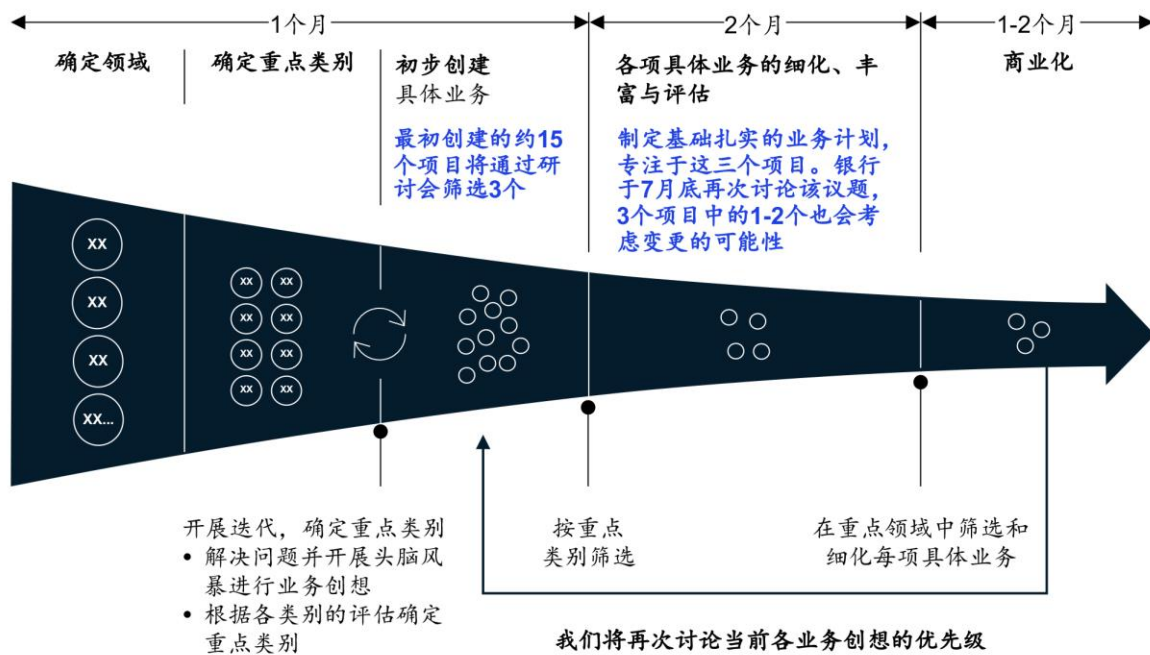 1个月
2个月
1-2个月
确定领域
确定重点类别
初步创建
具体业务
最初创建的约15
个项目将通过研
讨会筛选3个
各项具体业务的细化、丰
富与评估
制定基础扎实的业务计划，
专注于这三个项目。银行
于7月底再次讨论该议题，
3个项目中的1-2个也会考
虑变更的可能性
商业化
XX
XX
XX
XX...
XX XX
XX XX
XX XX
XX XX
开展迭代，确定重点类别
• 解决问题并开展头脑风
暴进行业务创想
• 根据各类别的评估确定
重点类别
按重点
类别筛选
在重点领域中筛选和
细化每项具体业务
我们将再次讨论当前各业务创想的优先级